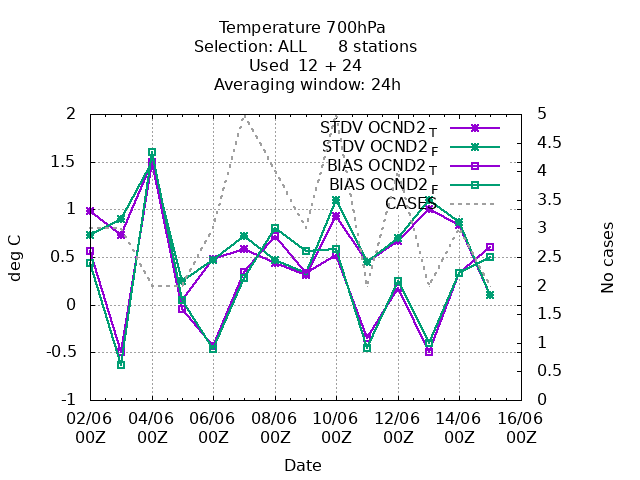 Temperature 700hPa
Selection: ALL      8 stations
Used  12 + 24
Averaging window: 24h
STDV OCND2 T
STDV OCND2 F
BIAS OCND2 T
BIAS OCND2 F
CASES
deg C
2
1.5
1
0.5
0
-0.5
-1
5
4.5
4
3.5
3
2.5
2
1.5
1
0.5
0
No cases
02/06 04/06 06/06 08/06 10/06 12/06 14/06 16/06
00Z 00Z 00Z 00Z 00Z 00Z 00Z 00Z
Date